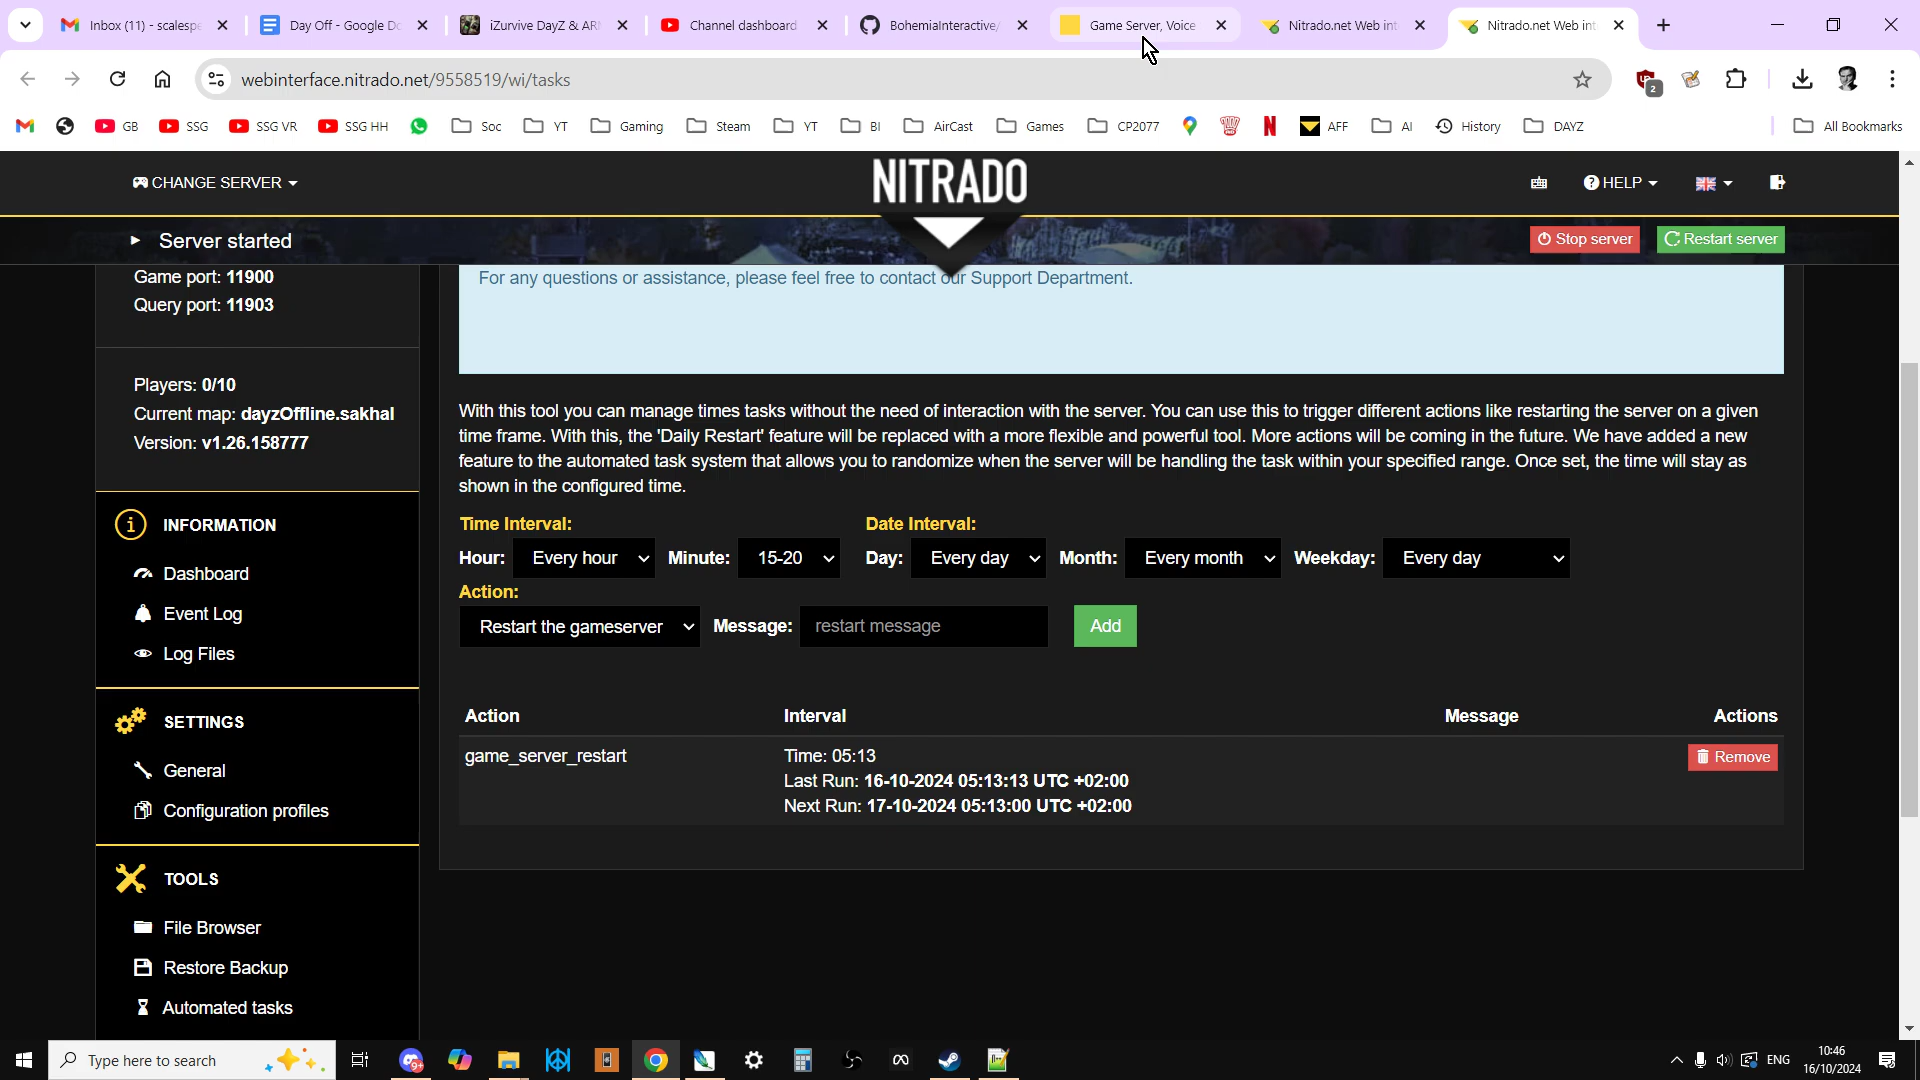 Inbox (11) - scalespe
Day Off - Google Do
iZurvive DayZ & AR
Channel dashboard
BohemiaInteractive/
Game Server, Voice
Nitrado.net Web in
Nitrado.net Web in
webinterface.nitrado.net/9558519/wi/tasks
2
GB
SSG
SSG VR
SSG HH
Soc
YT
Gaming
Steam
YT
BI
AirCast
Games
CP2077
AFF
AI
History
DAYZ
All Bookmarks
CHANGE SERVER
NITRADO
HELP
Server started
Stop server
Restart server
Game port: 11900
Query port: 11903
Players: 0/10
Current map: dayzOffline.sakhal
Version: v1.26.158777
INFORMATION
Dashboard
Event Log
Log Files
SETTINGS
General
Configuration profiles
TOOLS
File Browser
Restore Backup
Automated tasks
For any questions or assistance, please feel free to contact our Support Department.
With this tool you can manage times tasks without the need of interaction with the server. You can use this to trigger different actions like restarting the server on a given
time frame. With this, the 'Daily Restart' feature will be replaced with a more flexible and powerful tool. More actions will be coming in the future. We have added a new
feature to the automated task system that allows you to randomize when the server will be handling the task within your specified range. Once set, the time will stay as
shown in the configured time.
Time Interval:
Date Interval:
Hour: Every hour Minute: 15-20 Day: Every day Month: Every month Weekday: Every day
Action:
Restart the gameserver Message: restart message Add
Action Interval Message Actions
game_server_restart Time: 05:13 Remove
Last Run: 16-10-2024 05:13:13 UTC +02:00
Next Run: 17-10-2024 05:13:00 UTC +02:00
Type here to search
9+
ENG
10:46
16/10/2024